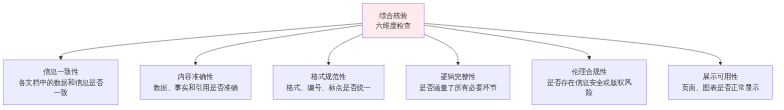 综合核验
六维度检查
信息一致性
各文档中的数据和信息是否
一致
内容准确性
数据、事实和引用是否准确
格式规范性
格式、编号、标点是否统一
逻辑完整性
是否涵盖了所有必要环节
伦理合规性
是否存在信息安全或版权风
险
展示可用性
页面、图表是否正常显示